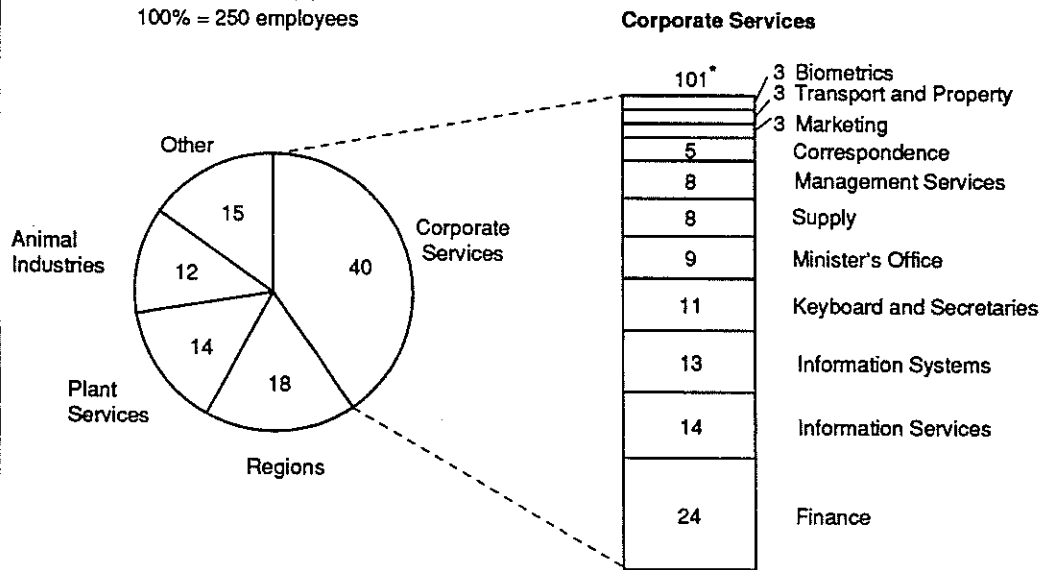 100% = 250 employees
Corporate Services
101*
3 Biometrics
3 Transport and Property
3 Marketing
5 Correspondence
8 Management Services
8 Supply
9 Minister's Office
11 Keyboard and Secretaries
13 Information Systems
14 Information Services
24 Finance
Other
15
Animal
Industries
12
Corporate
Services
40
14
Plant
Services
18
Regions